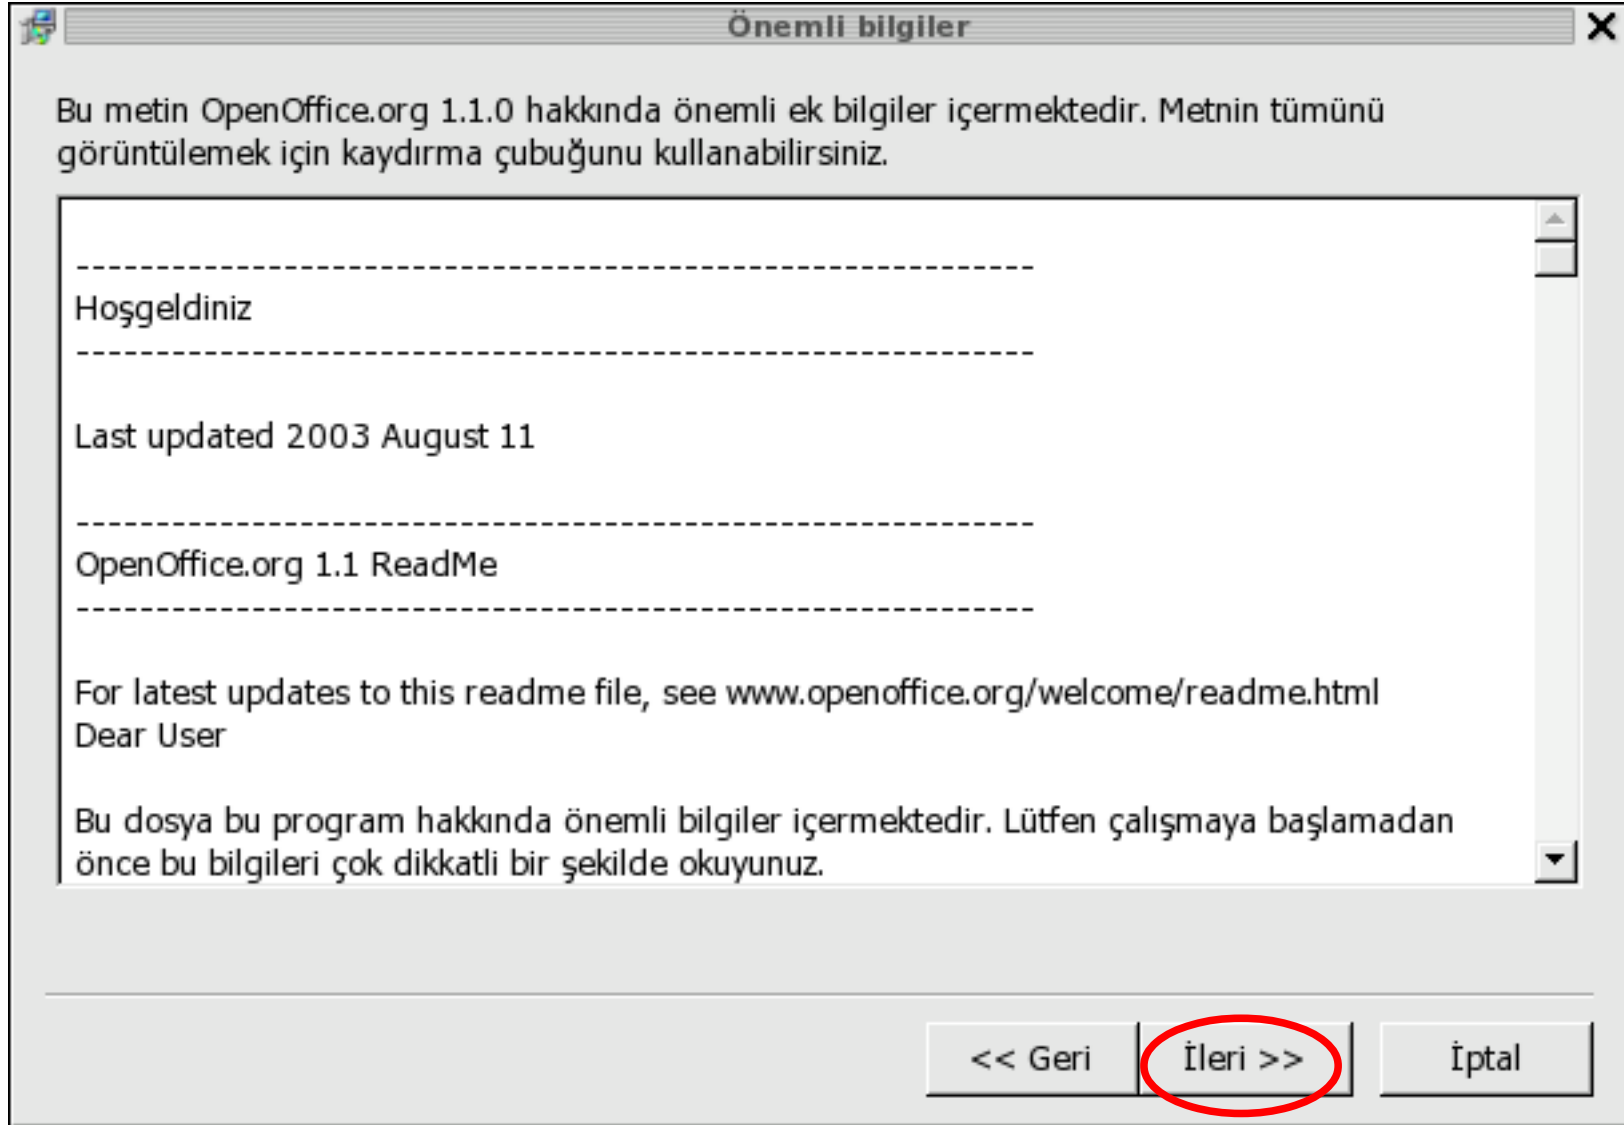 Önemli bilgiler
Bu metin OpenOffice.org 1.1.0 hakkında önemli ek bilgiler içermektedir. Metnin tümünü
görüntülemek için kaydırma çubuğunu kullanabilirsiniz.
------------------------------------------------------------
Hoşgeldiniz
------------------------------------------------------------
Last updated 2003 August 11
------------------------------------------------------------
OpenOffice.org 1.1 ReadMe
------------------------------------------------------------
For latest updates to this readme file, see www.openoffice.org/welcome/readme.html
Dear User
Bu dosya bu program hakkında önemli bilgiler içermektedir. Lütfen çalışmaya başlamadan
önce bu bilgileri çok dikkatli bir şekilde okuyunuz.
<< Geri İleri >> İptal